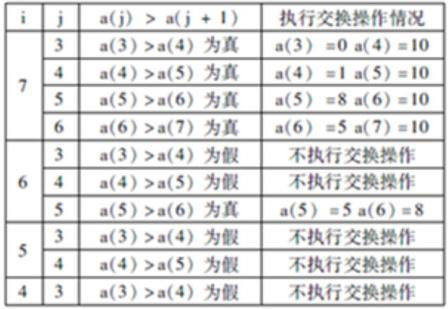 i j a(j) > a(j + 1) 执行交换操作情况
7 3 a(3)>a(4) 为真 a(3) =0 a(4)=10
4 a(4)>a(5) 为真 a(4) =1 a(5)=10
5 a(5)>a(6) 为真 a(5) =8 a(6)=10
6 a(6)>a(7) 为真 a(6) =5 a(7)=10
6 3 a(3)>a(4) 为假 不执行交换操作
4 a(4)>a(5) 为假 不执行交换操作
5 a(5)>a(6) 为真 a(5) =5 a(6)=8
5 3 a(3)>a(4) 为假 不执行交换操作
4 a(4)>a(5) 为假 不执行交换操作
4 3 a(3)>a(4) 为假 不执行交换操作